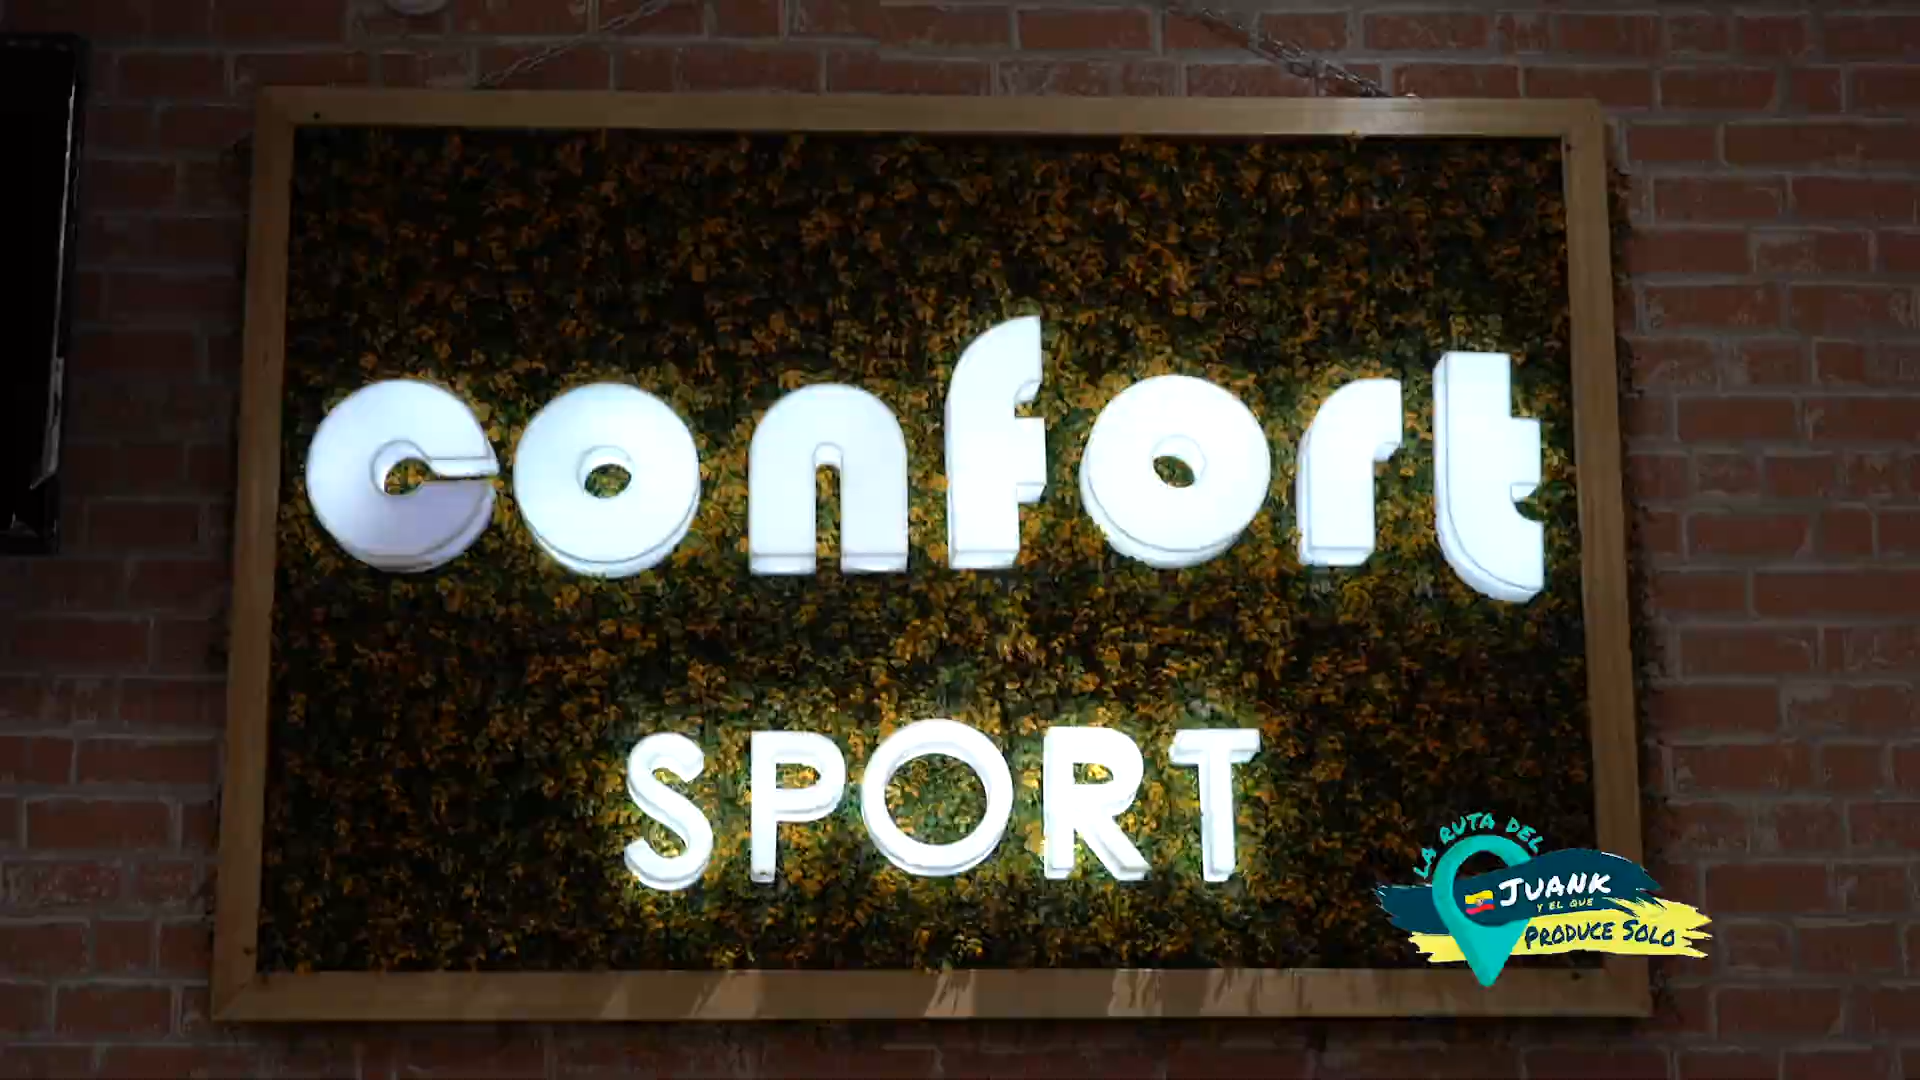 confort
SPORT
LA RUTA DEL
JUANK
Y EL QUE
PRODUCE SOLO